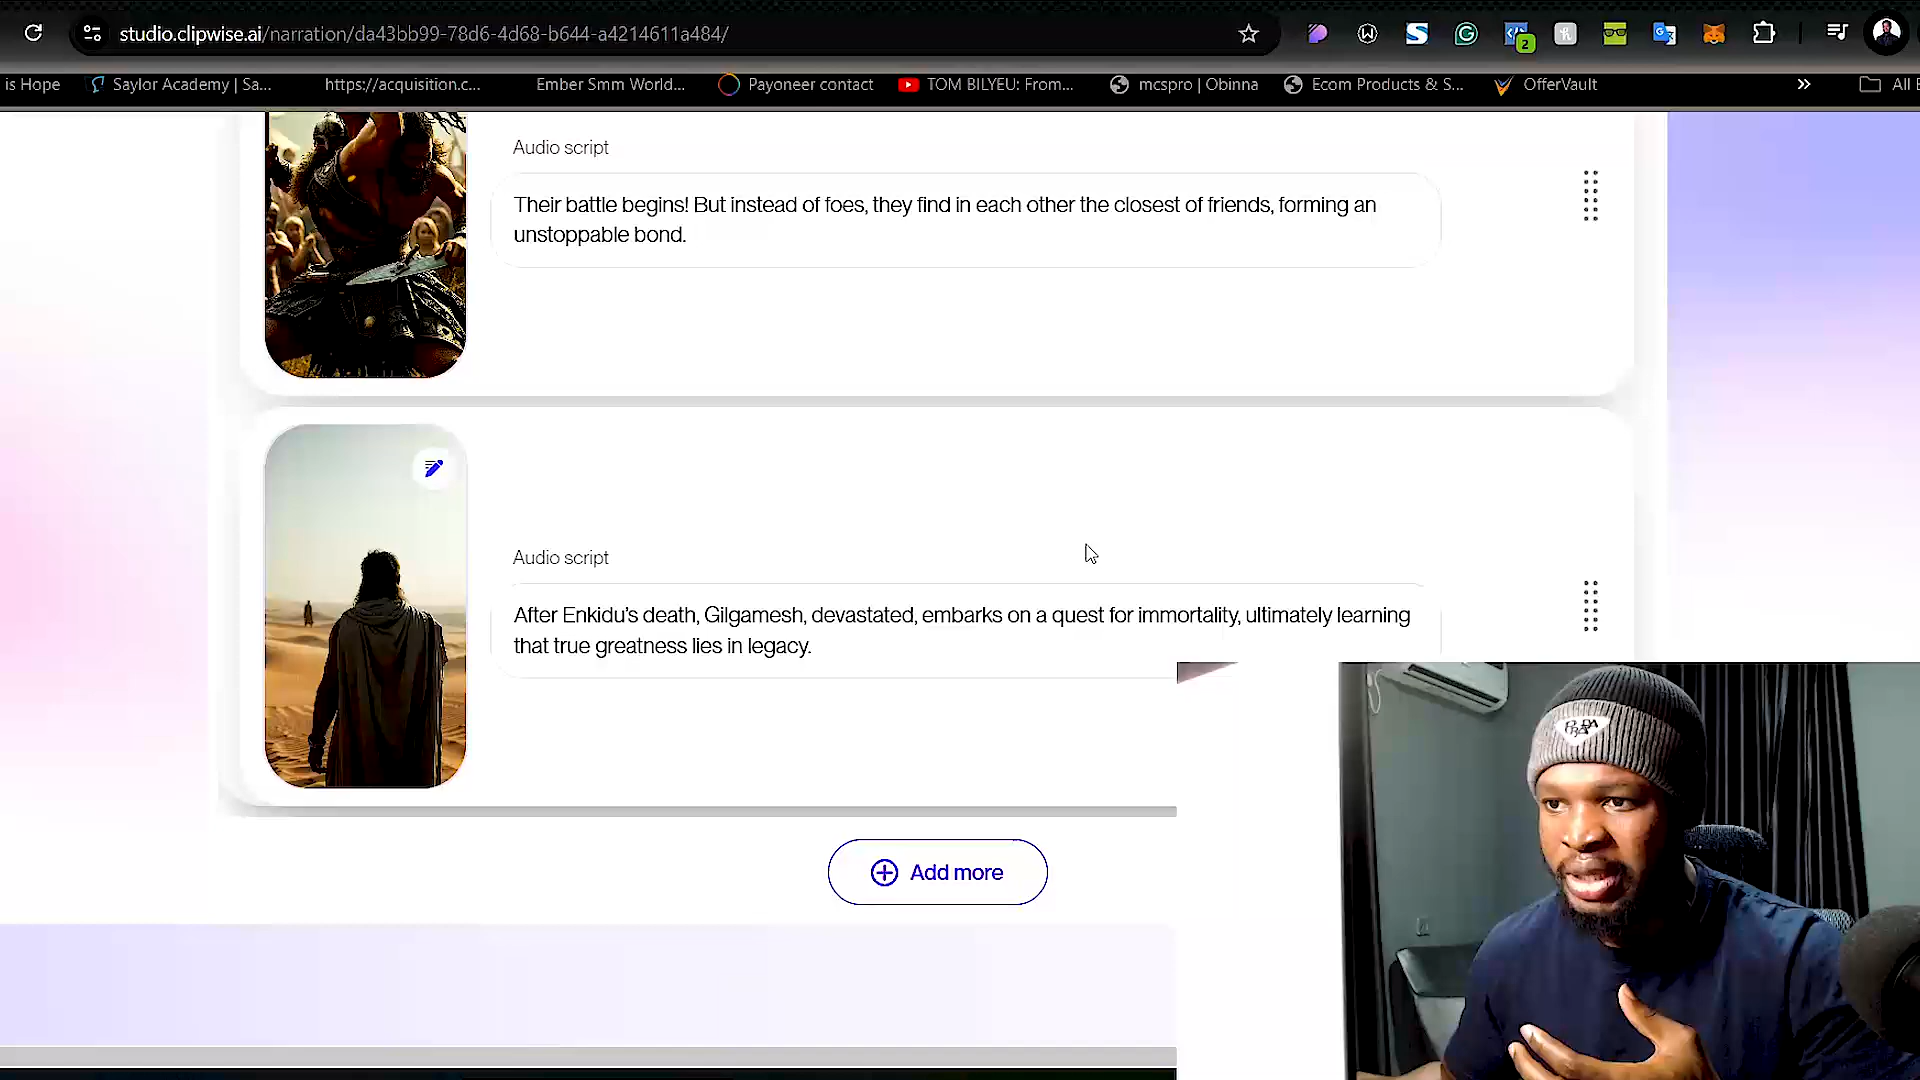 studio.clipwise.ai/narration/da43bb99-78d6-4d68-b644-a4214611a484/
2
is Hope
Saylor Academy | Sa...
https://acquisition.c...
Ember Smm World...
Payoneer contact
TOM BILYEU: From...
mcspro | Obinna
Ecom Products & S...
OfferVault
»
All
Audio script
Their battle begins! But instead of foes, they find in each other the closest of friends, forming an
unstoppable bond.
Audio script
After Enkidu's death, Gilgamesh, devastated, embarks on a quest for immortality, ultimately learning
that true greatness lies in legacy.
Add more